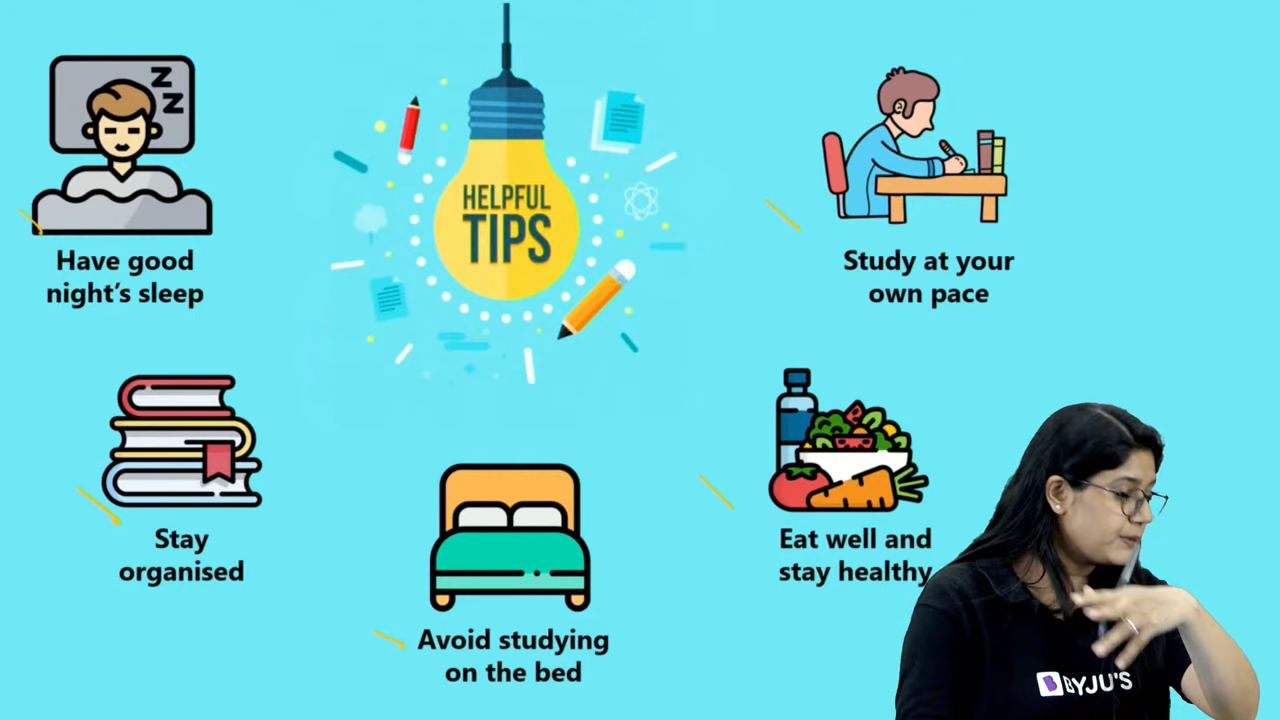 Z
Z
HELPFUL
TIPS
Have good
night's sleep
Study at your
own pace
Stay
organised
Eat well and
stay healthy
Avoid studying
on the bed
BYJU'S